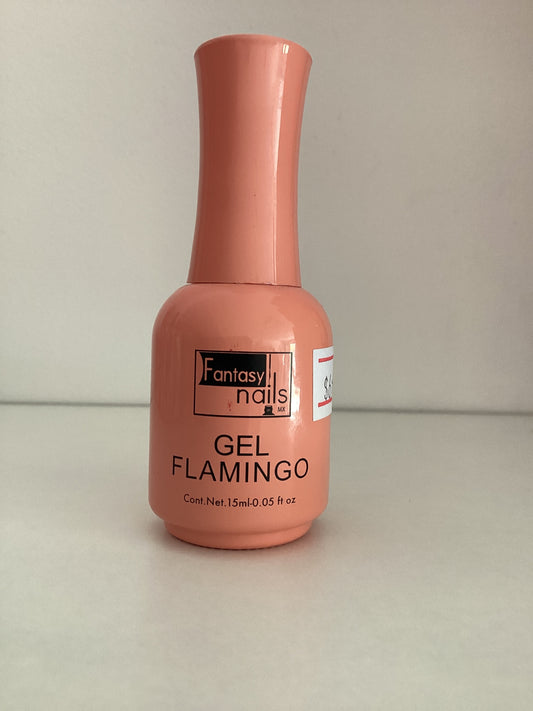 Fantasy
nails
MX
GEL
FLAMINGO
Cont.Net.15ml-0.05 ft oz